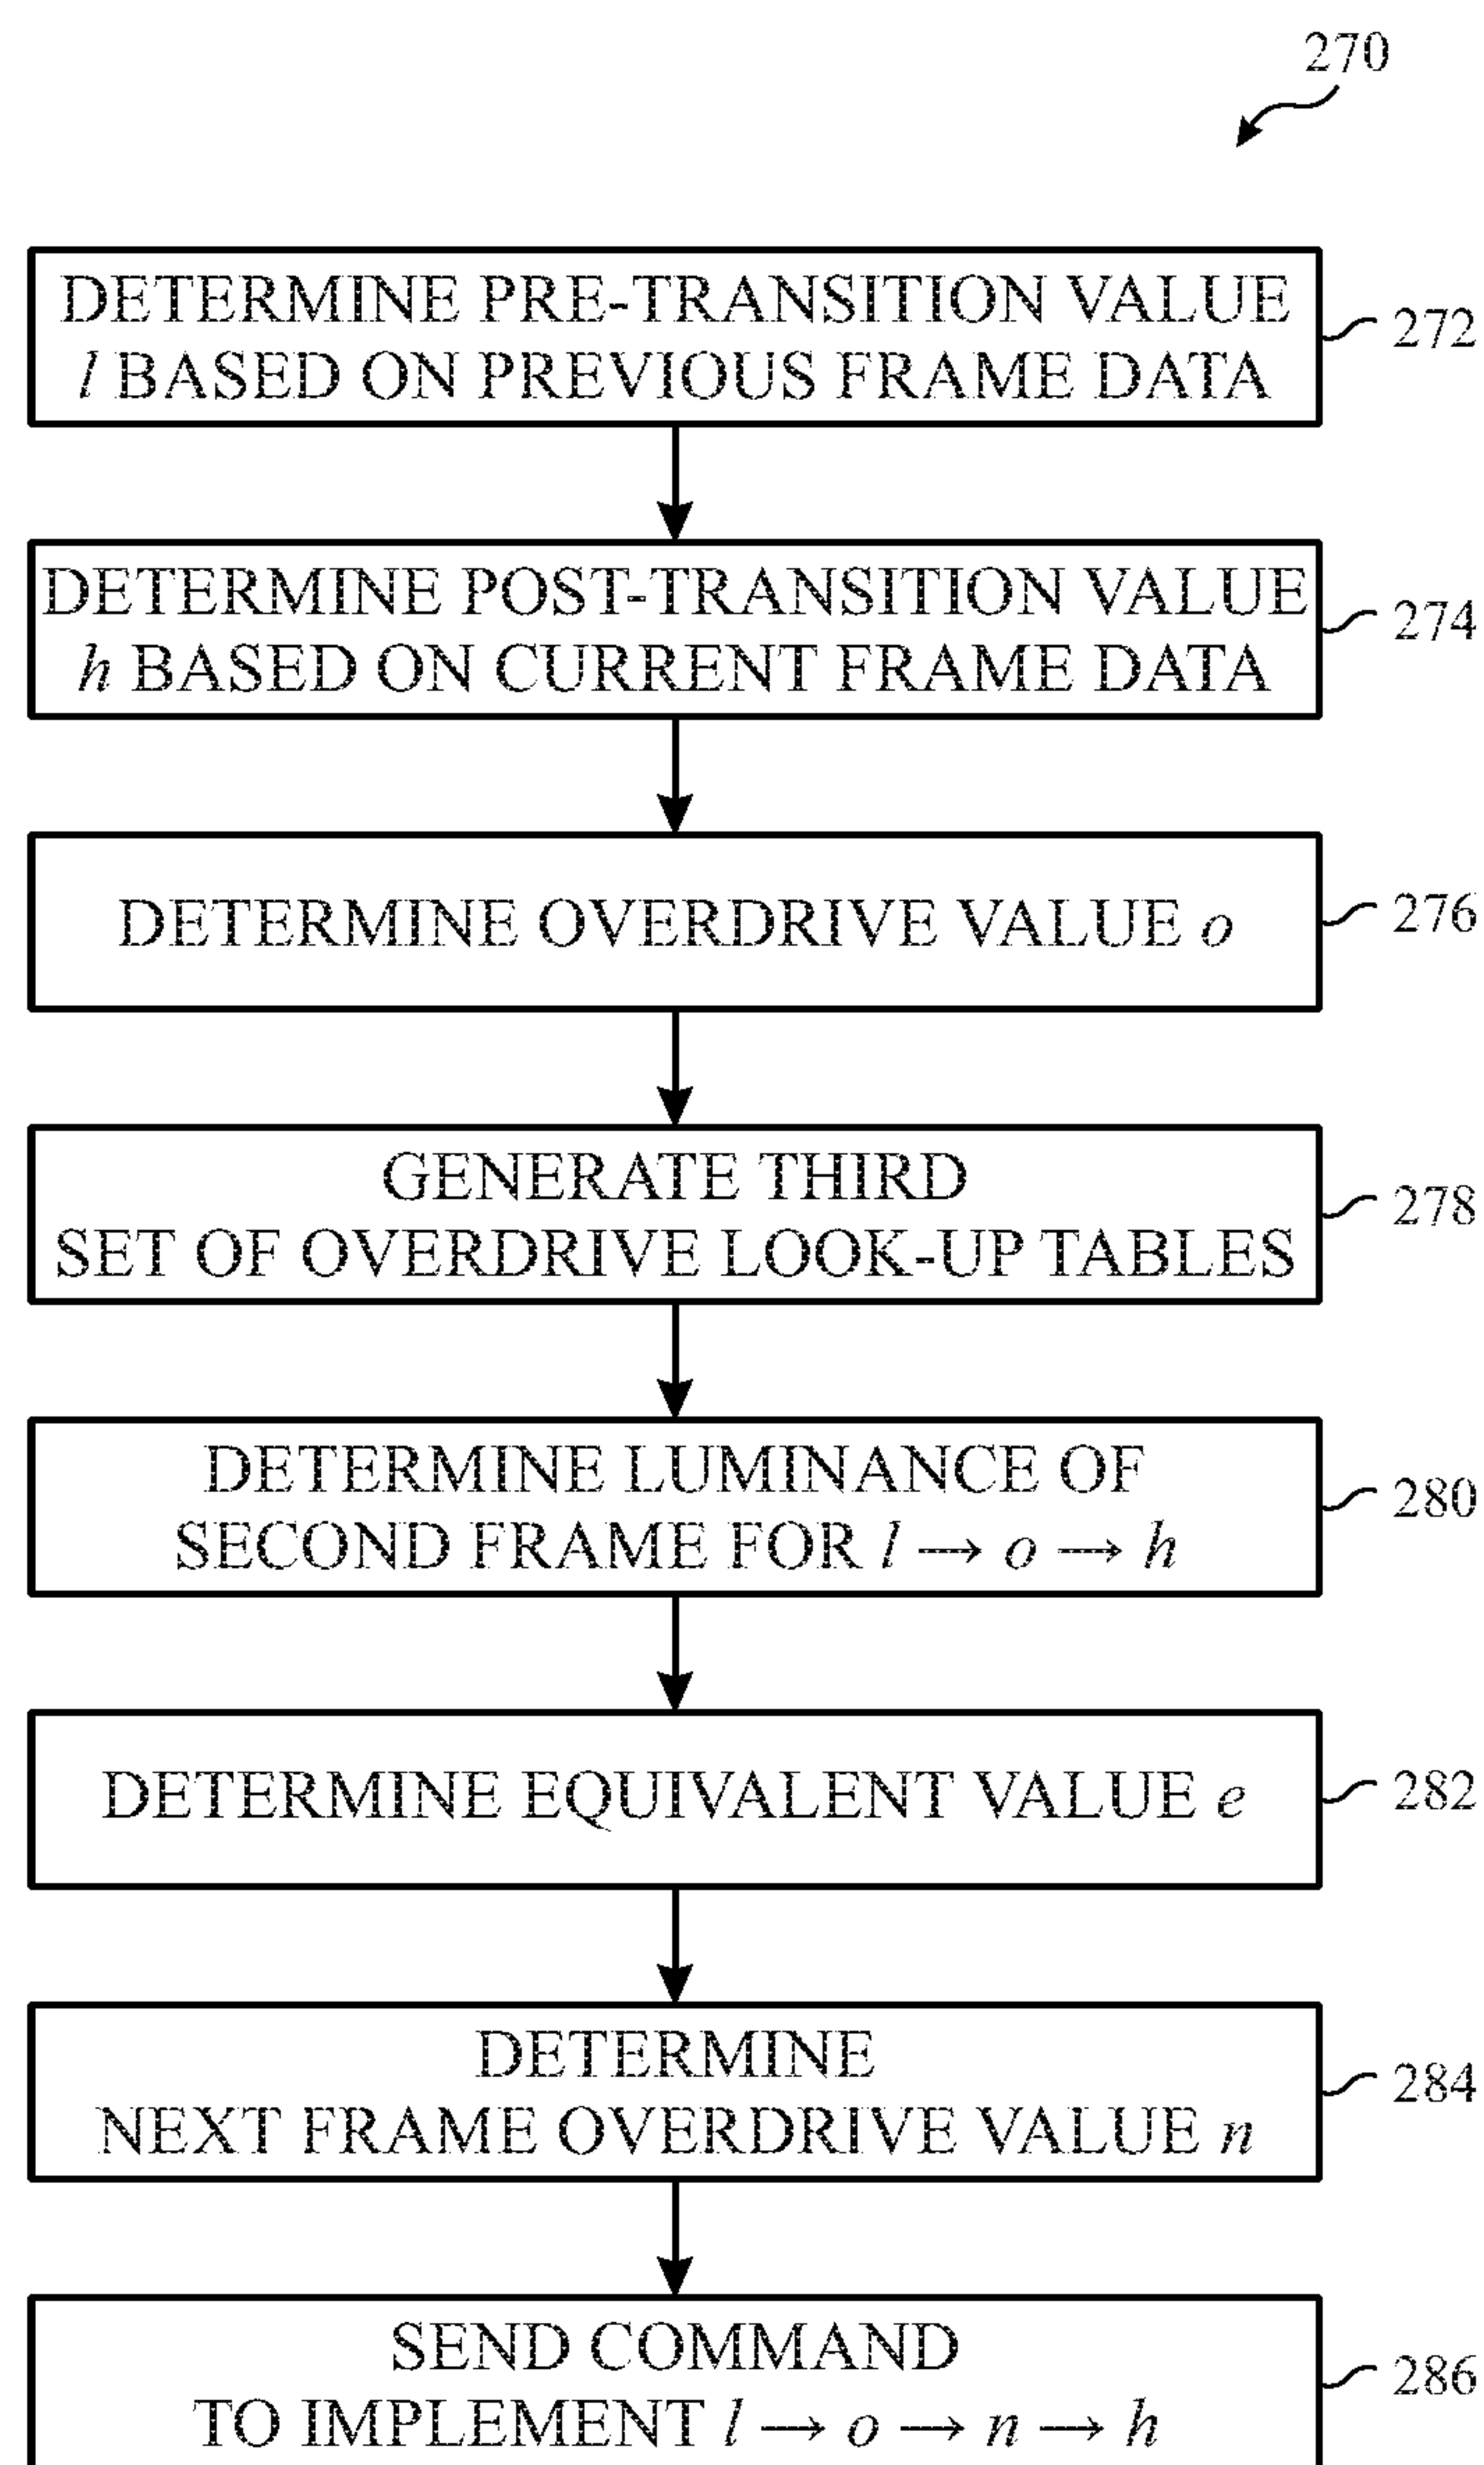 270
DETERMINE PRE-TRANSITION VALUE
l BASED ON PREVIOUS FRAME DATA
272
DETERMINE POST-TRANSITION VALUE
h BASED ON CURRENT FRAME DATA
274
DETERMINE OVERDRIVE VALUE o
276
GENERATE THIRD
SET OF OVERDRIVE LOOK-UP TABLES
278
DETERMINE LUMINANCE OF
SECOND FRAME FOR l → o → h
280
DETERMINE EQUIVALENT VALUE e
282
DETERMINE
NEXT FRAME OVERDRIVE VALUE n
284
SEND COMMAND
TO IMPLEMENT l → o → n → h
286